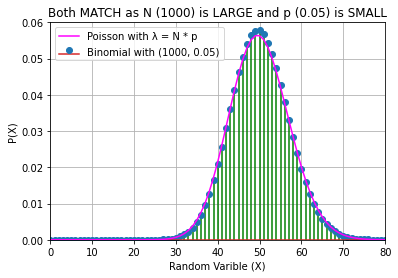 Both MATCH as N (1000) is LARGE and p (0.05) is SMALL
Poisson with λ = N * p
Binomial with (1000, 0.05)
P(X)
0.06
0.05
0.04
0.03
0.02
0.01
0.00
0 10 20 30 40 50 60 70 80
Random Varible (X)